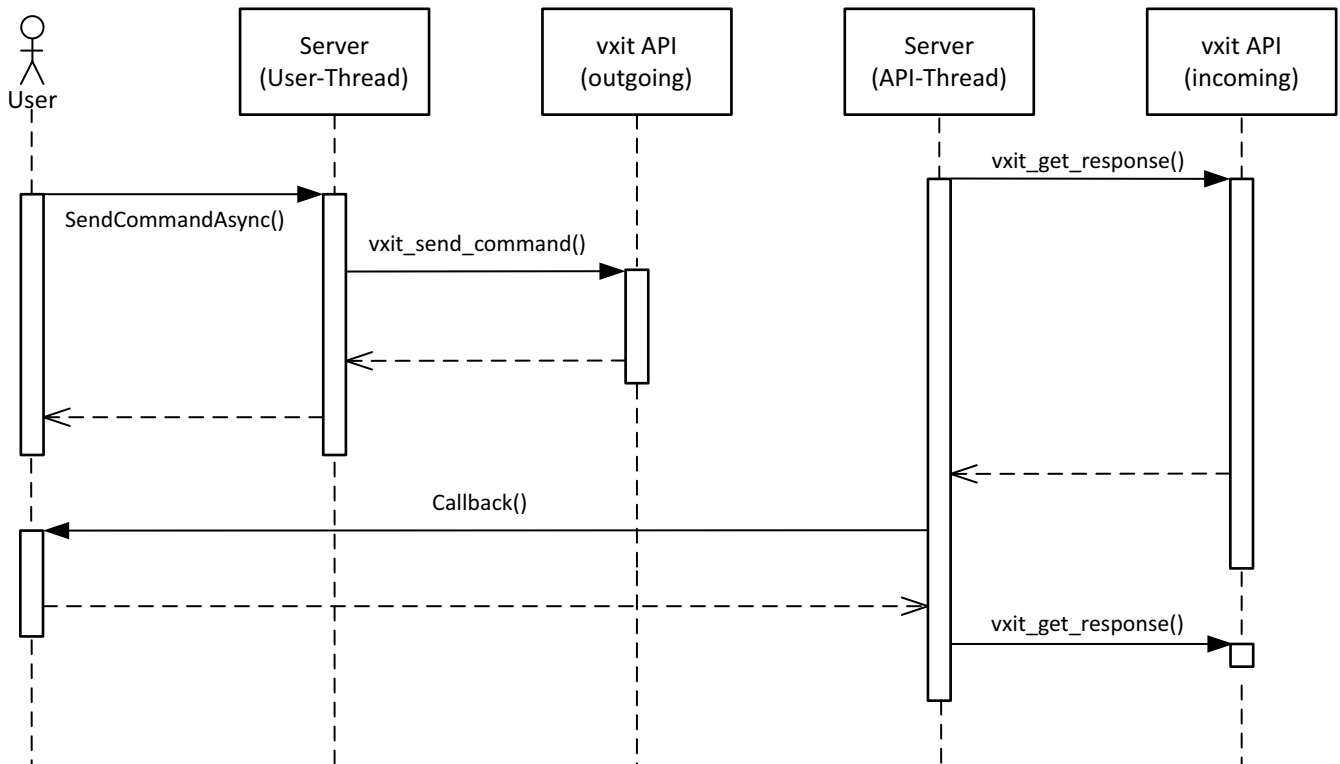 User
Server
(User-Thread)
vxit API
(outgoing)
Server
(API-Thread)
vxit API
(incoming)
vxit_get_response()
SendCommandAsync()
vxit_send_command()
Callback()
vxit_get_response()